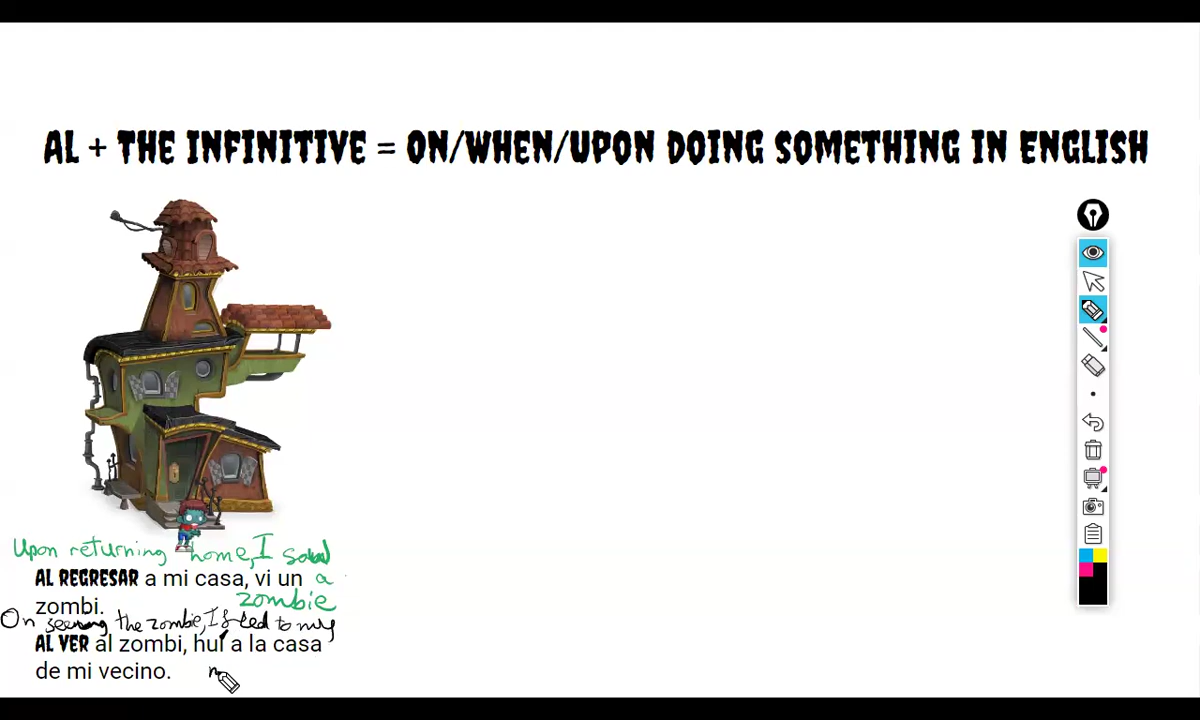 AL + THE INFINITIVE = ON/WHEN/UPON DOING SOMETHING IN ENGLISH
Upon returning home, I saw
AL REGRESAR a mi casa, vi un a
zombi. zombie
On seeing the zombie, I fled to my
AL VER al zombi, huí a la casa
de mi vecino.